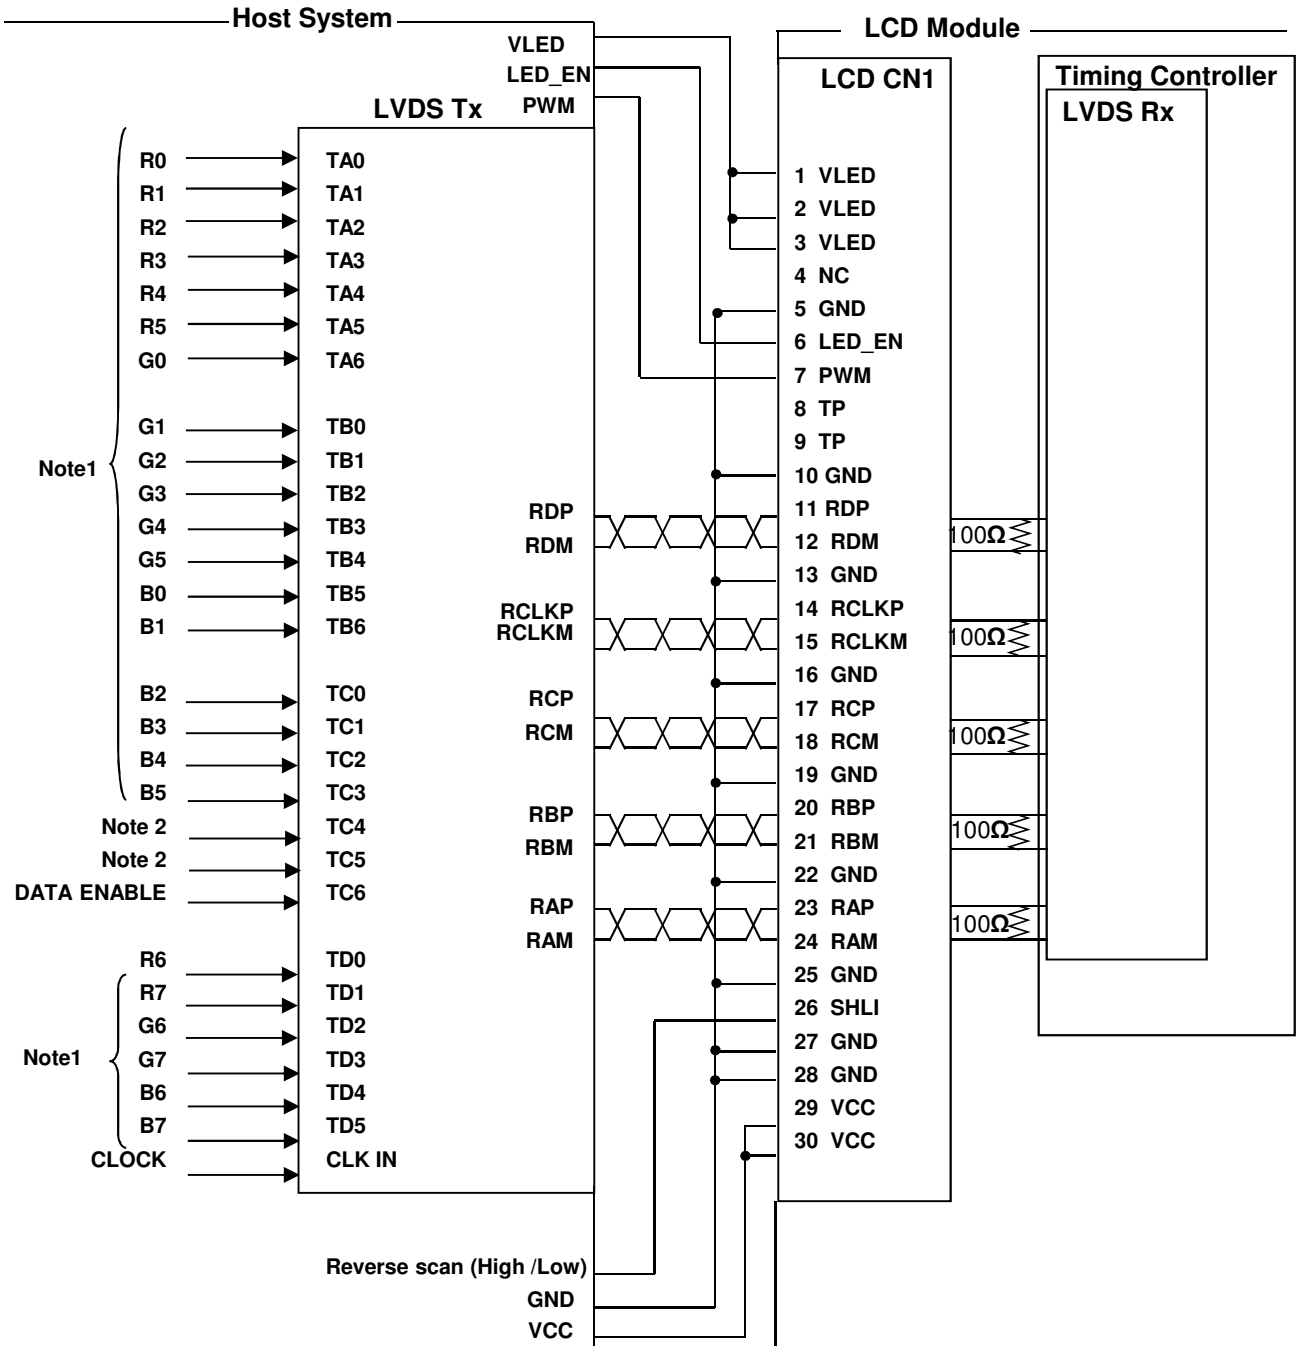 Host System
LCD Module
VLED
LED_EN
PWM
LVDS Tx
LCD CN1
Timing Controller
LVDS Rx
R0 TA0
R1 TA1
R2 TA2
R3 TA3
R4 TA4
R5 TA5
G0 TA6
G1 TB0
G2 TB1
G3 TB2
G4 TB3
G5 TB4
B0 TB5
B1 TB6
B2 TC0
B3 TC1
B4 TC2
B5 TC3
Note 2 TC4
Note 2 TC5
DATA ENABLE TC6
R6 TD0
R7 TD1
G6 TD2
G7 TD3
B6 TD4
B7 TD5
CLOCK CLK IN
Note1
Note1
RDP
RDM
RCLKP
RCLKM
RCP
RCM
RBP
RBM
RAP
RAM
Reverse scan (High /Low)
GND
VCC
1 VLED
2 VLED
3 VLED
4 NC
5 GND
6 LED_EN
7 PWM
8 TP
9 TP
10 GND
11 RDP
12 RDM
13 GND
14 RCLKP
15 RCLKM
16 GND
17 RCP
18 RCM
19 GND
20 RBP
21 RBM
22 GND
23 RAP
24 RAM
25 GND
26 SHLI
27 GND
28 GND
29 VCC
30 VCC
100Ω
100Ω
100Ω
100Ω
100Ω